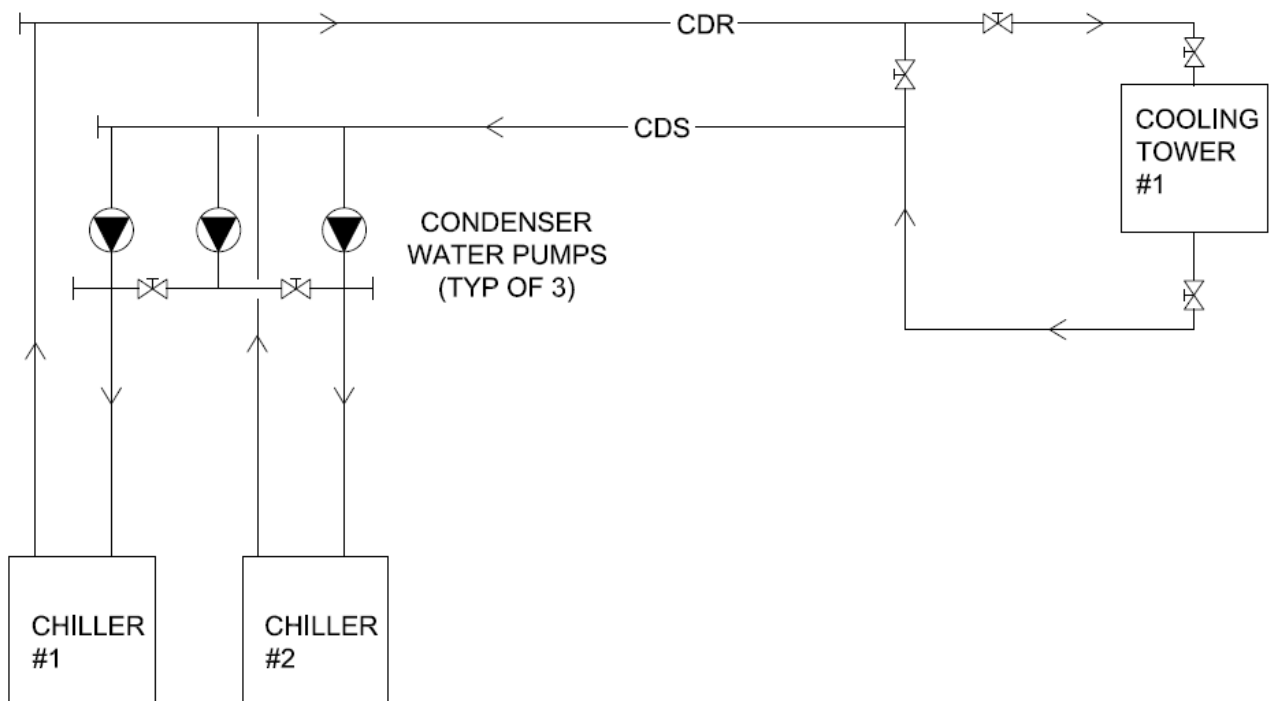 CDR
CDS
COOLING
TOWER
#1
CONDENSER
WATER PUMPS
(TYP OF 3)
CHILLER
#1
CHILLER
#2